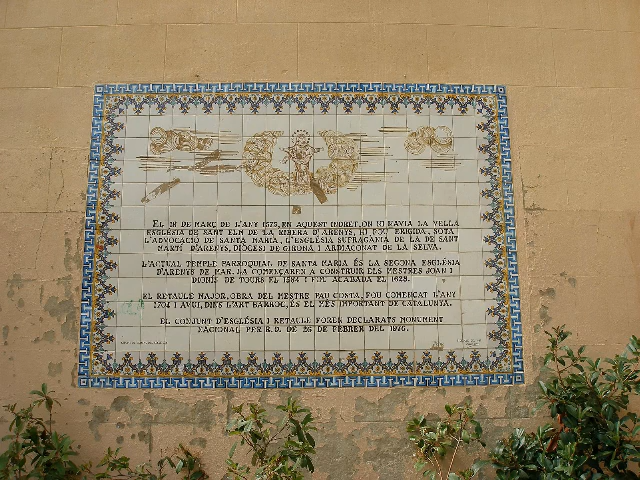 EL 18 DE MARÇ DE L'ANY 1575, EN AQUEST INDRET, ON HI HAVIA LA VELLA
ESGLÉSIA DE SANT ELM DE LA RIBERA D'ARENYS, HI FOU ERIGIDA, SOTA
L'ADVOCACIÓ DE SANTA MARIA, L'ESGLÉSIA SUFRAGÀNIA DE LA DE SANT
MARTÍ D'ARENYS, DIÒCESI DE GIRONA I ARDIACONAT DE LA SELVA.
L'ACTUAL TEMPLE PARROQUIAL DE SANTA MARIA ÉS LA SEGONA ESGLÉSIA
D'ARENYS DE MAR. LA COMENÇAREN A CONSTRUIR ELS MESTRES JOAN I
DIONÍS DE TOURS EL 1584 I FOU ACABADA EL 1628.
EL RETAULE MAJOR, OBRA DEL MESTRE PAU COSTA, FOU COMENÇAT L'ANY
1704 I AVUI, DINS L'ART BARROC, ÉS EL MÉS IMPORTANT DE CATALUNYA.
EL CONJUNT D'ESGLÉSIA I RETAULE FOREN DECLARATS MONUMENT
NACIONAL PER R.D. DE 26 DE FEBRER DEL 1976.